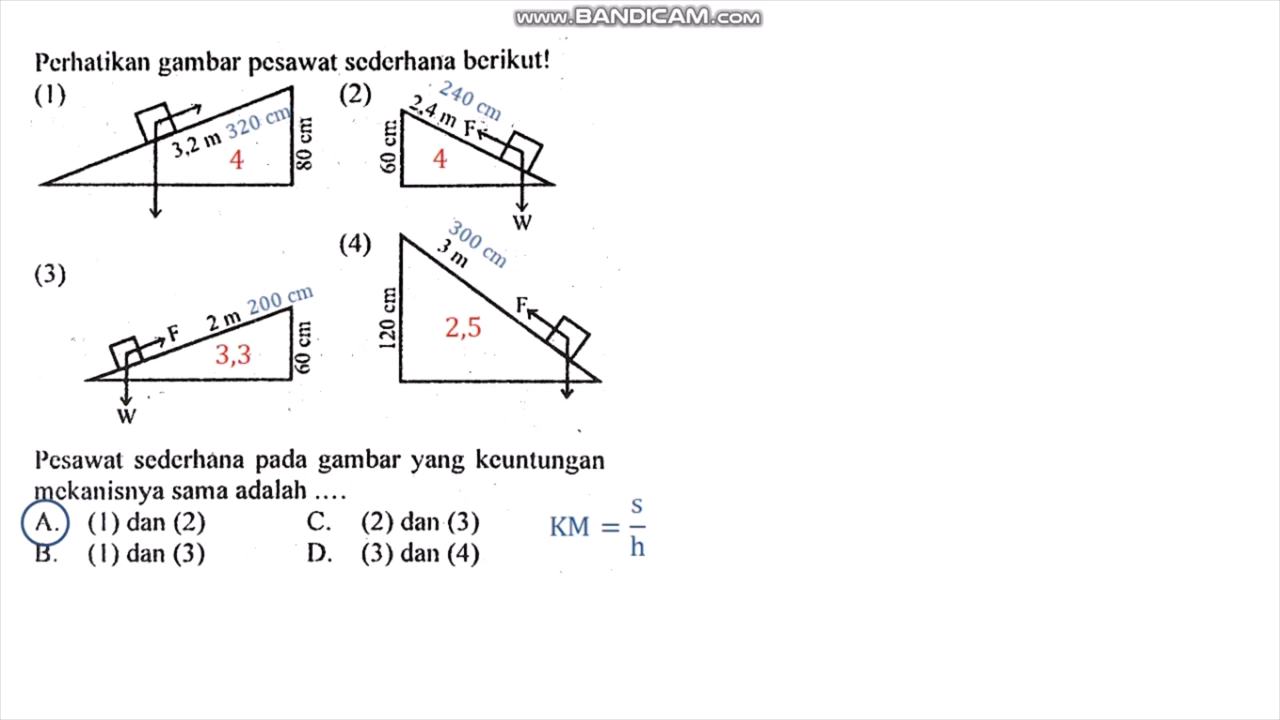 www.BANDICAM.com
Perhatikan gambar pesawat sederhana berikut!
(1)
3,2 m 320 cm
4
80 cm
(2)
240 cm
2,4 m F
60 cm
4
W
(3)
F 2 m 200 cm
3,3
60 cm
W
(4)
300 cm
3 m
F
120 cm
2,5
Pesawat sederhana pada gambar yang keuntungan
mekanisnya sama adalah ....
A. (1) dan (2) C. (2) dan (3)
B. (1) dan (3) D. (3) dan (4)
KM = s
h